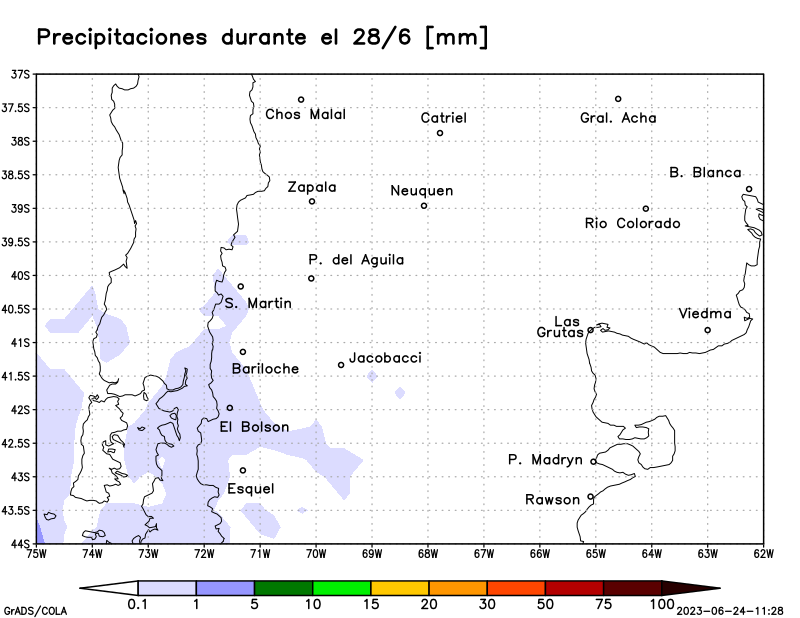 Precipitaciones durante el 28/6 [mm]
37S
37.5S
38S
38.5S
39S
39.5S
40S
40.5S
41S
41.5S
42S
42.5S
43S
43.5S
44S
Chos Malal
Catriel
Gral. Acha
B. Blanca
Zapala
Neuquen
Rio Colorado
P. del Aguila
S. Martin
Las
Grutas
Viedma
Bariloche
Jacobacci
El Bolson
P. Madryn
Esquel
Rawson
75W 74W 73W 72W 71W 70W 69W 68W 67W 66W 65W 64W 63W 62W
0.1 1 5 10 15 20 30 50 75 100
GrADS/COLA
2023-06-24-11:28